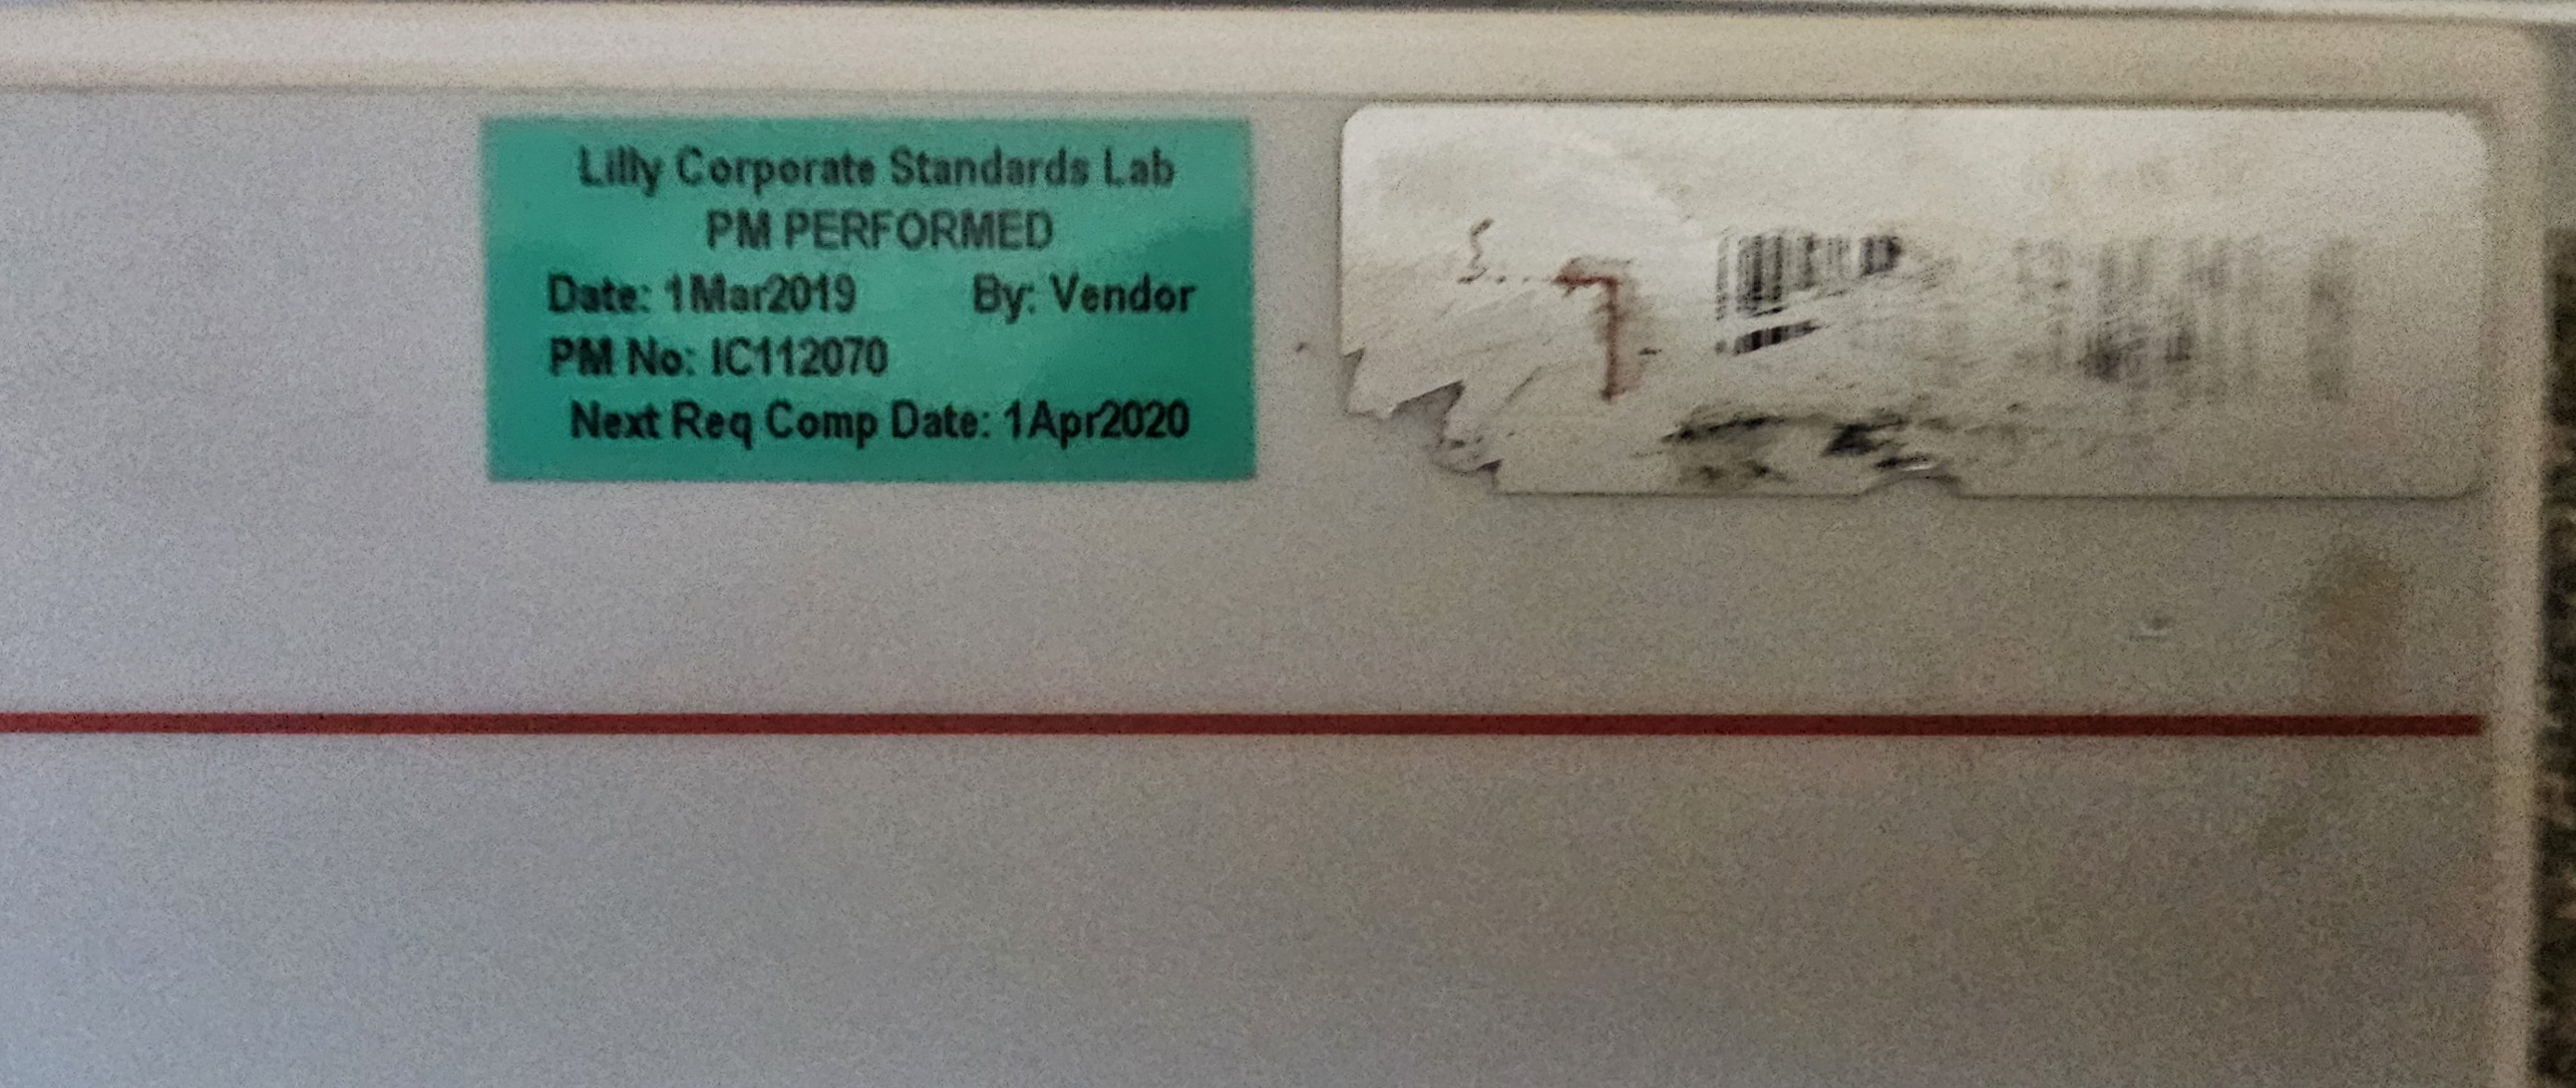 Lilly Corporate Standards Lab
PM PERFORMED
Date: 1Mar2019 By: Vendor
PM No: IC112070
Next Req Comp Date: 1Apr2020